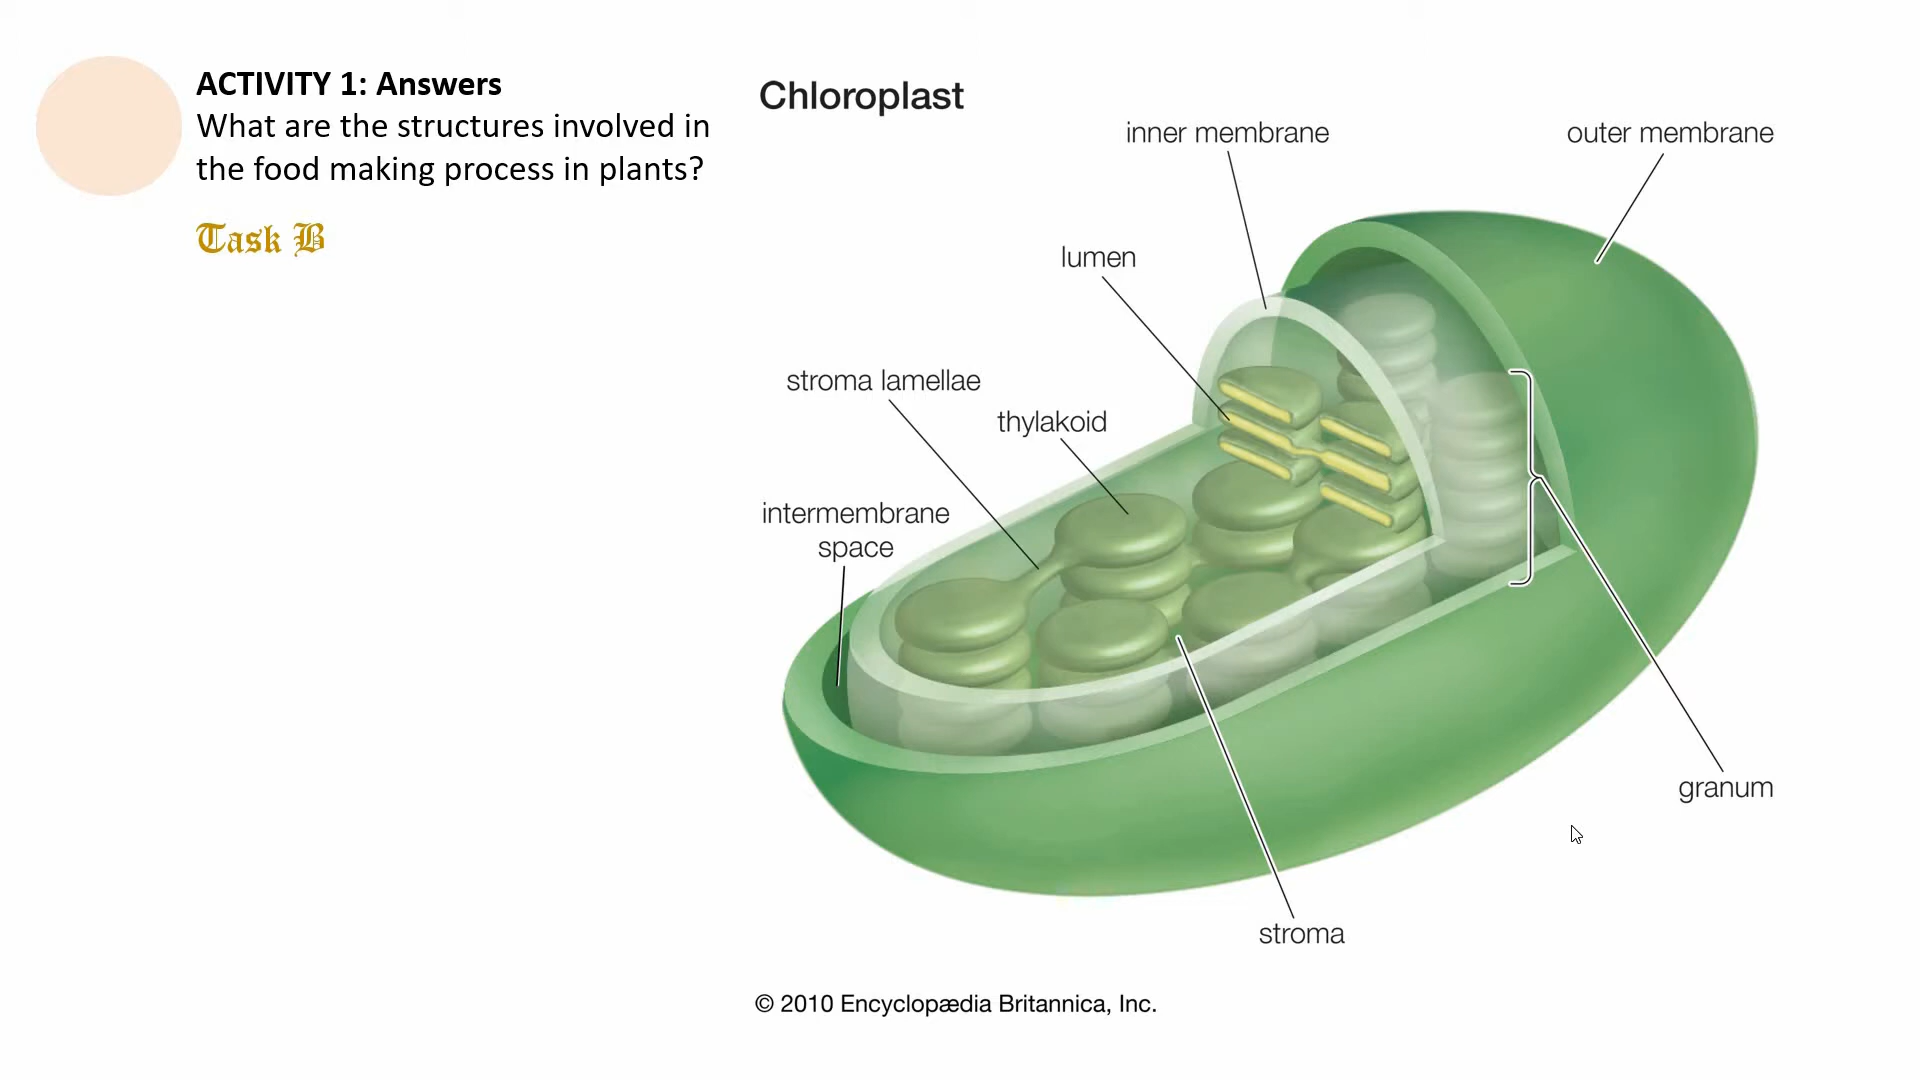 ACTIVITY 1: Answers
What are the structures involved in
the food making process in plants?
Task B
Chloroplast
inner membrane
outer membrane
lumen
stroma lamellae
thylakoid
intermembrane
space
granum
stroma
© 2010 Encyclopædia Britannica, Inc.